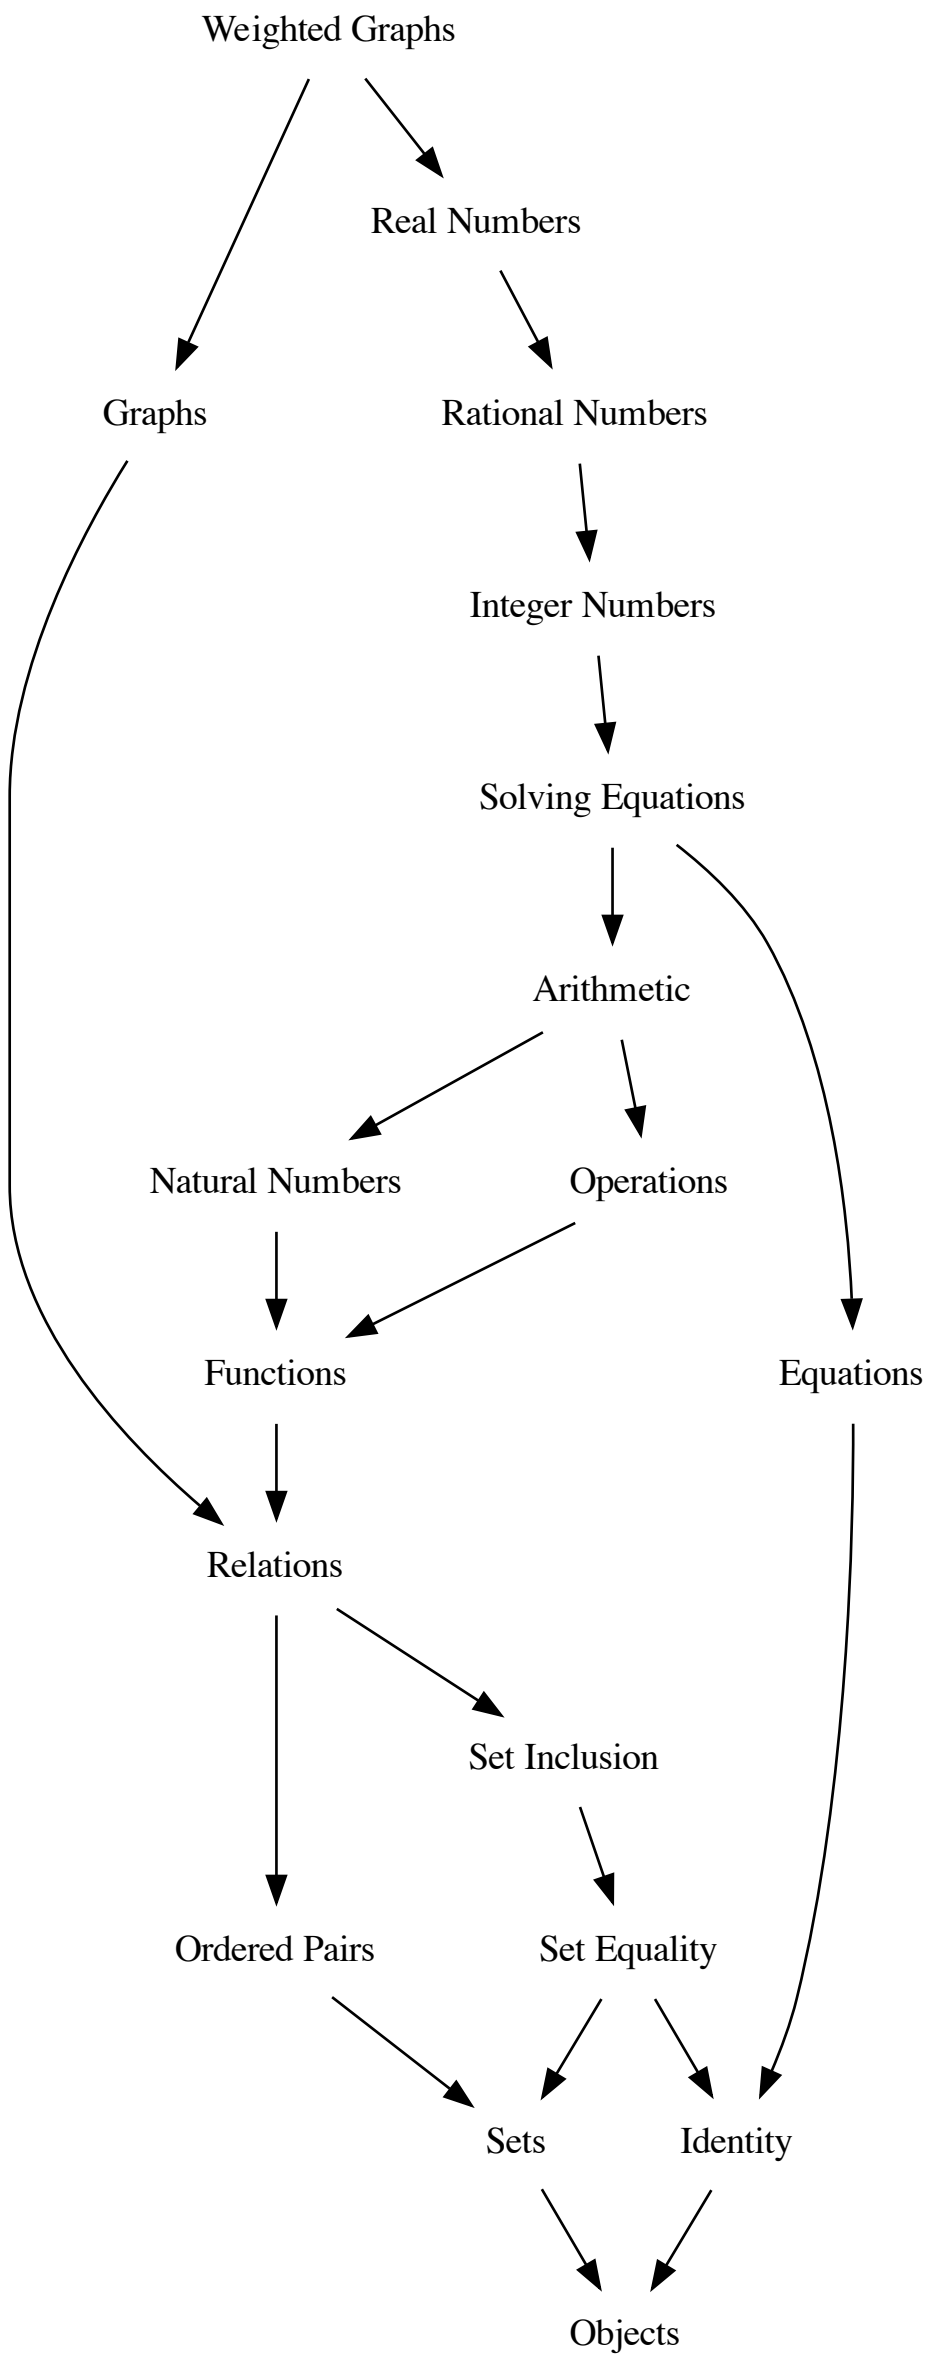 Weighted Graphs
Real Numbers
Graphs
Rational Numbers
Integer Numbers
Solving Equations
Arithmetic
Natural Numbers
Operations
Functions
Equations
Relations
Set Inclusion
Ordered Pairs
Set Equality
Sets
Identity
Objects